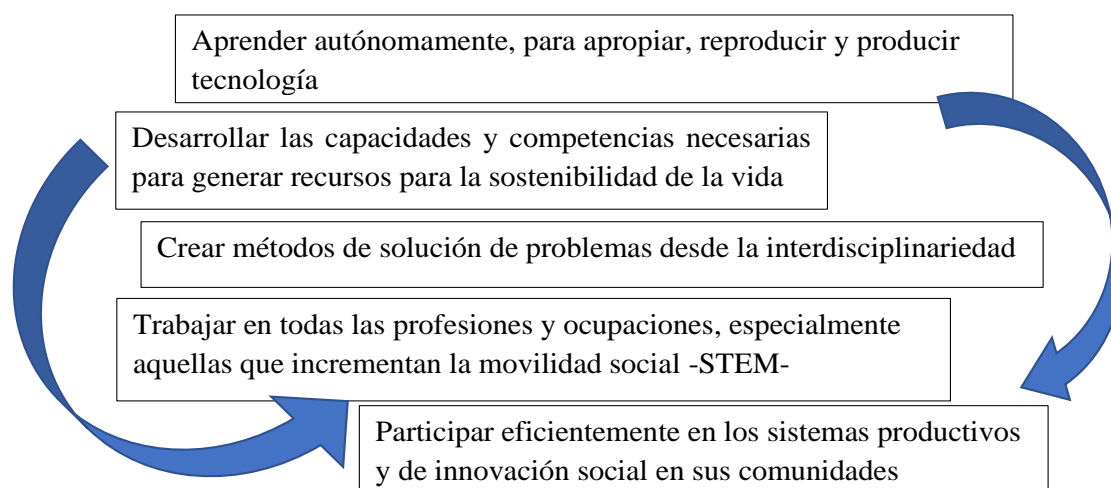 Aprender autónomamente, para apropiar, reproducir y producir
tecnología
Desarrollar las capacidades y competencias necesarias
para generar recursos para la sostenibilidad de la vida
Crear métodos de solución de problemas desde la interdisciplinariedad
Trabajar en todas las profesiones y ocupaciones, especialmente
aquellas que incrementan la movilidad social -STEM-
Participar eficientemente en los sistemas productivos
y de innovación social en sus comunidades